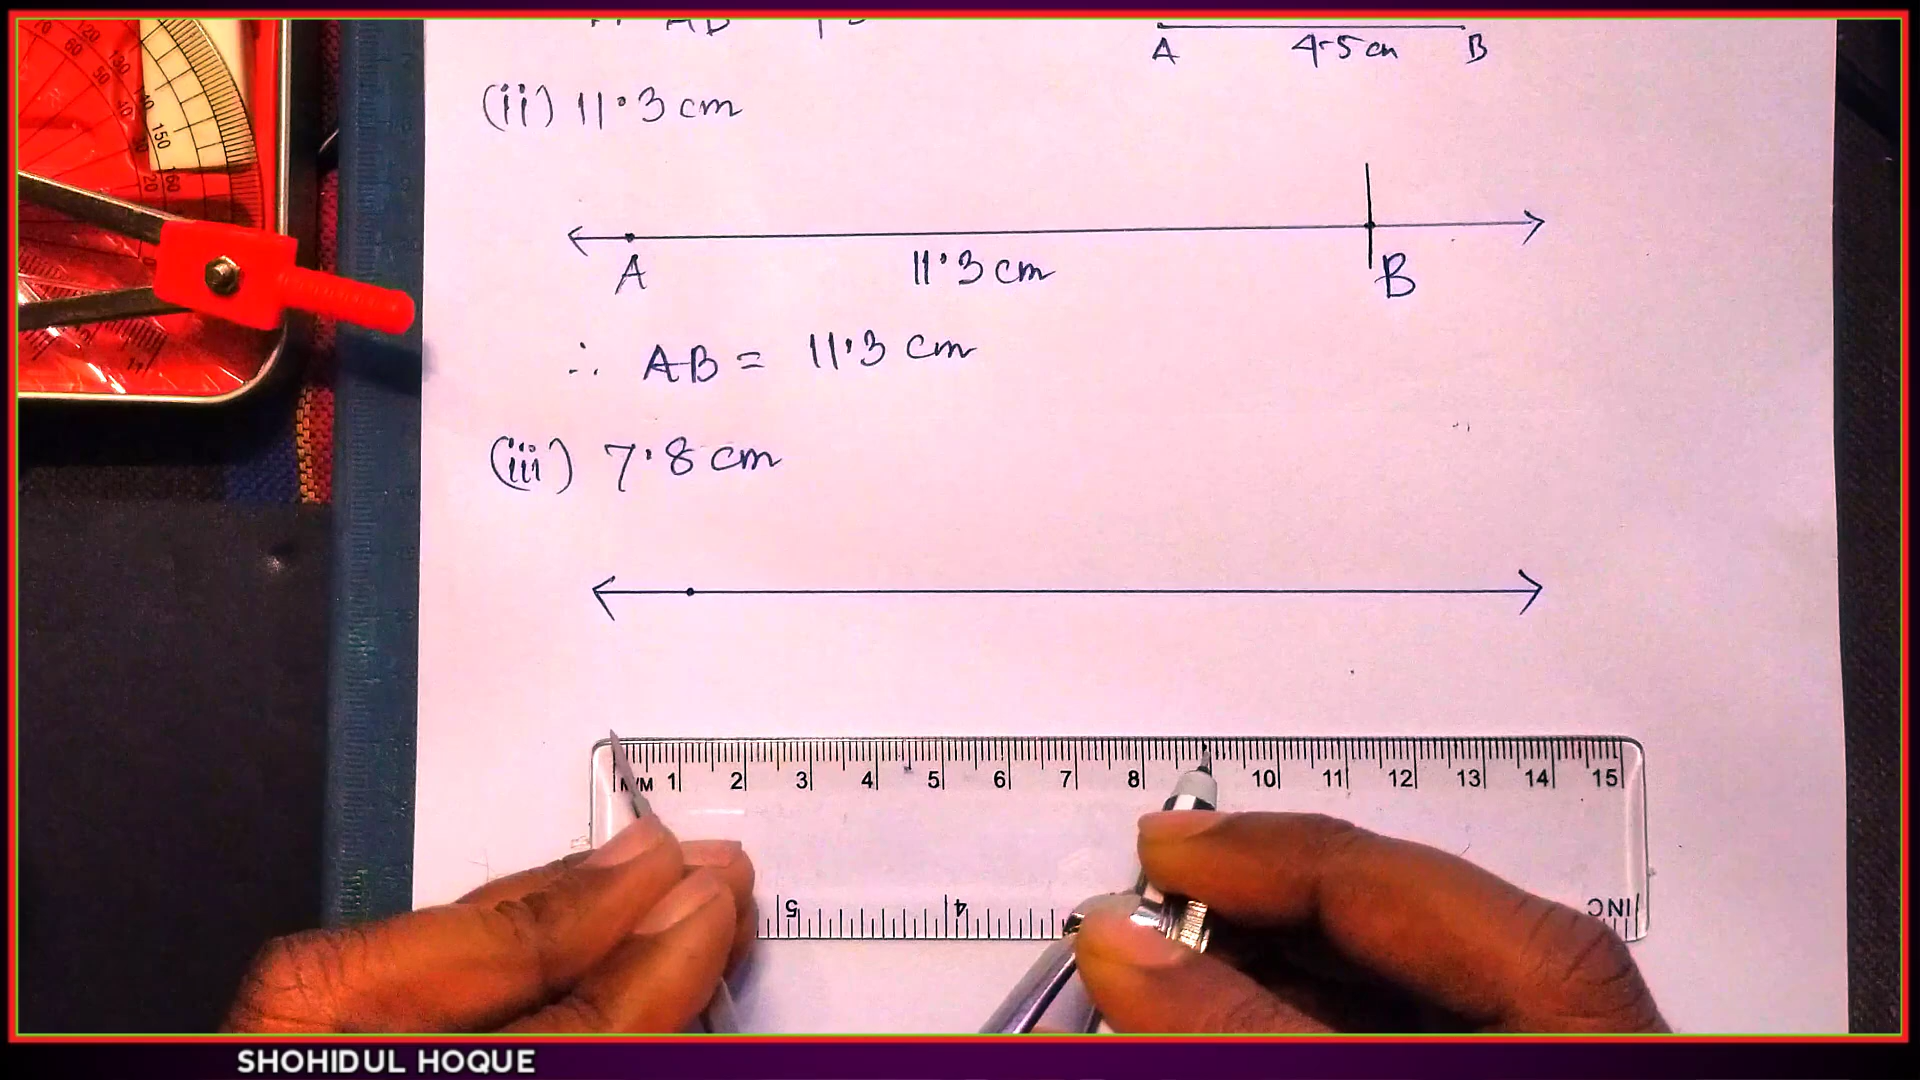 A 4.5 cm B
(ii) 11.3 cm
A 11.3 cm B
∴ AB = 11.3 cm
(iii) 7.8 cm
M/M 1 2 3 4 5 6 7 8 10 11 12 13 14 15
5 4 INC
SHOHIDUL HOQUE